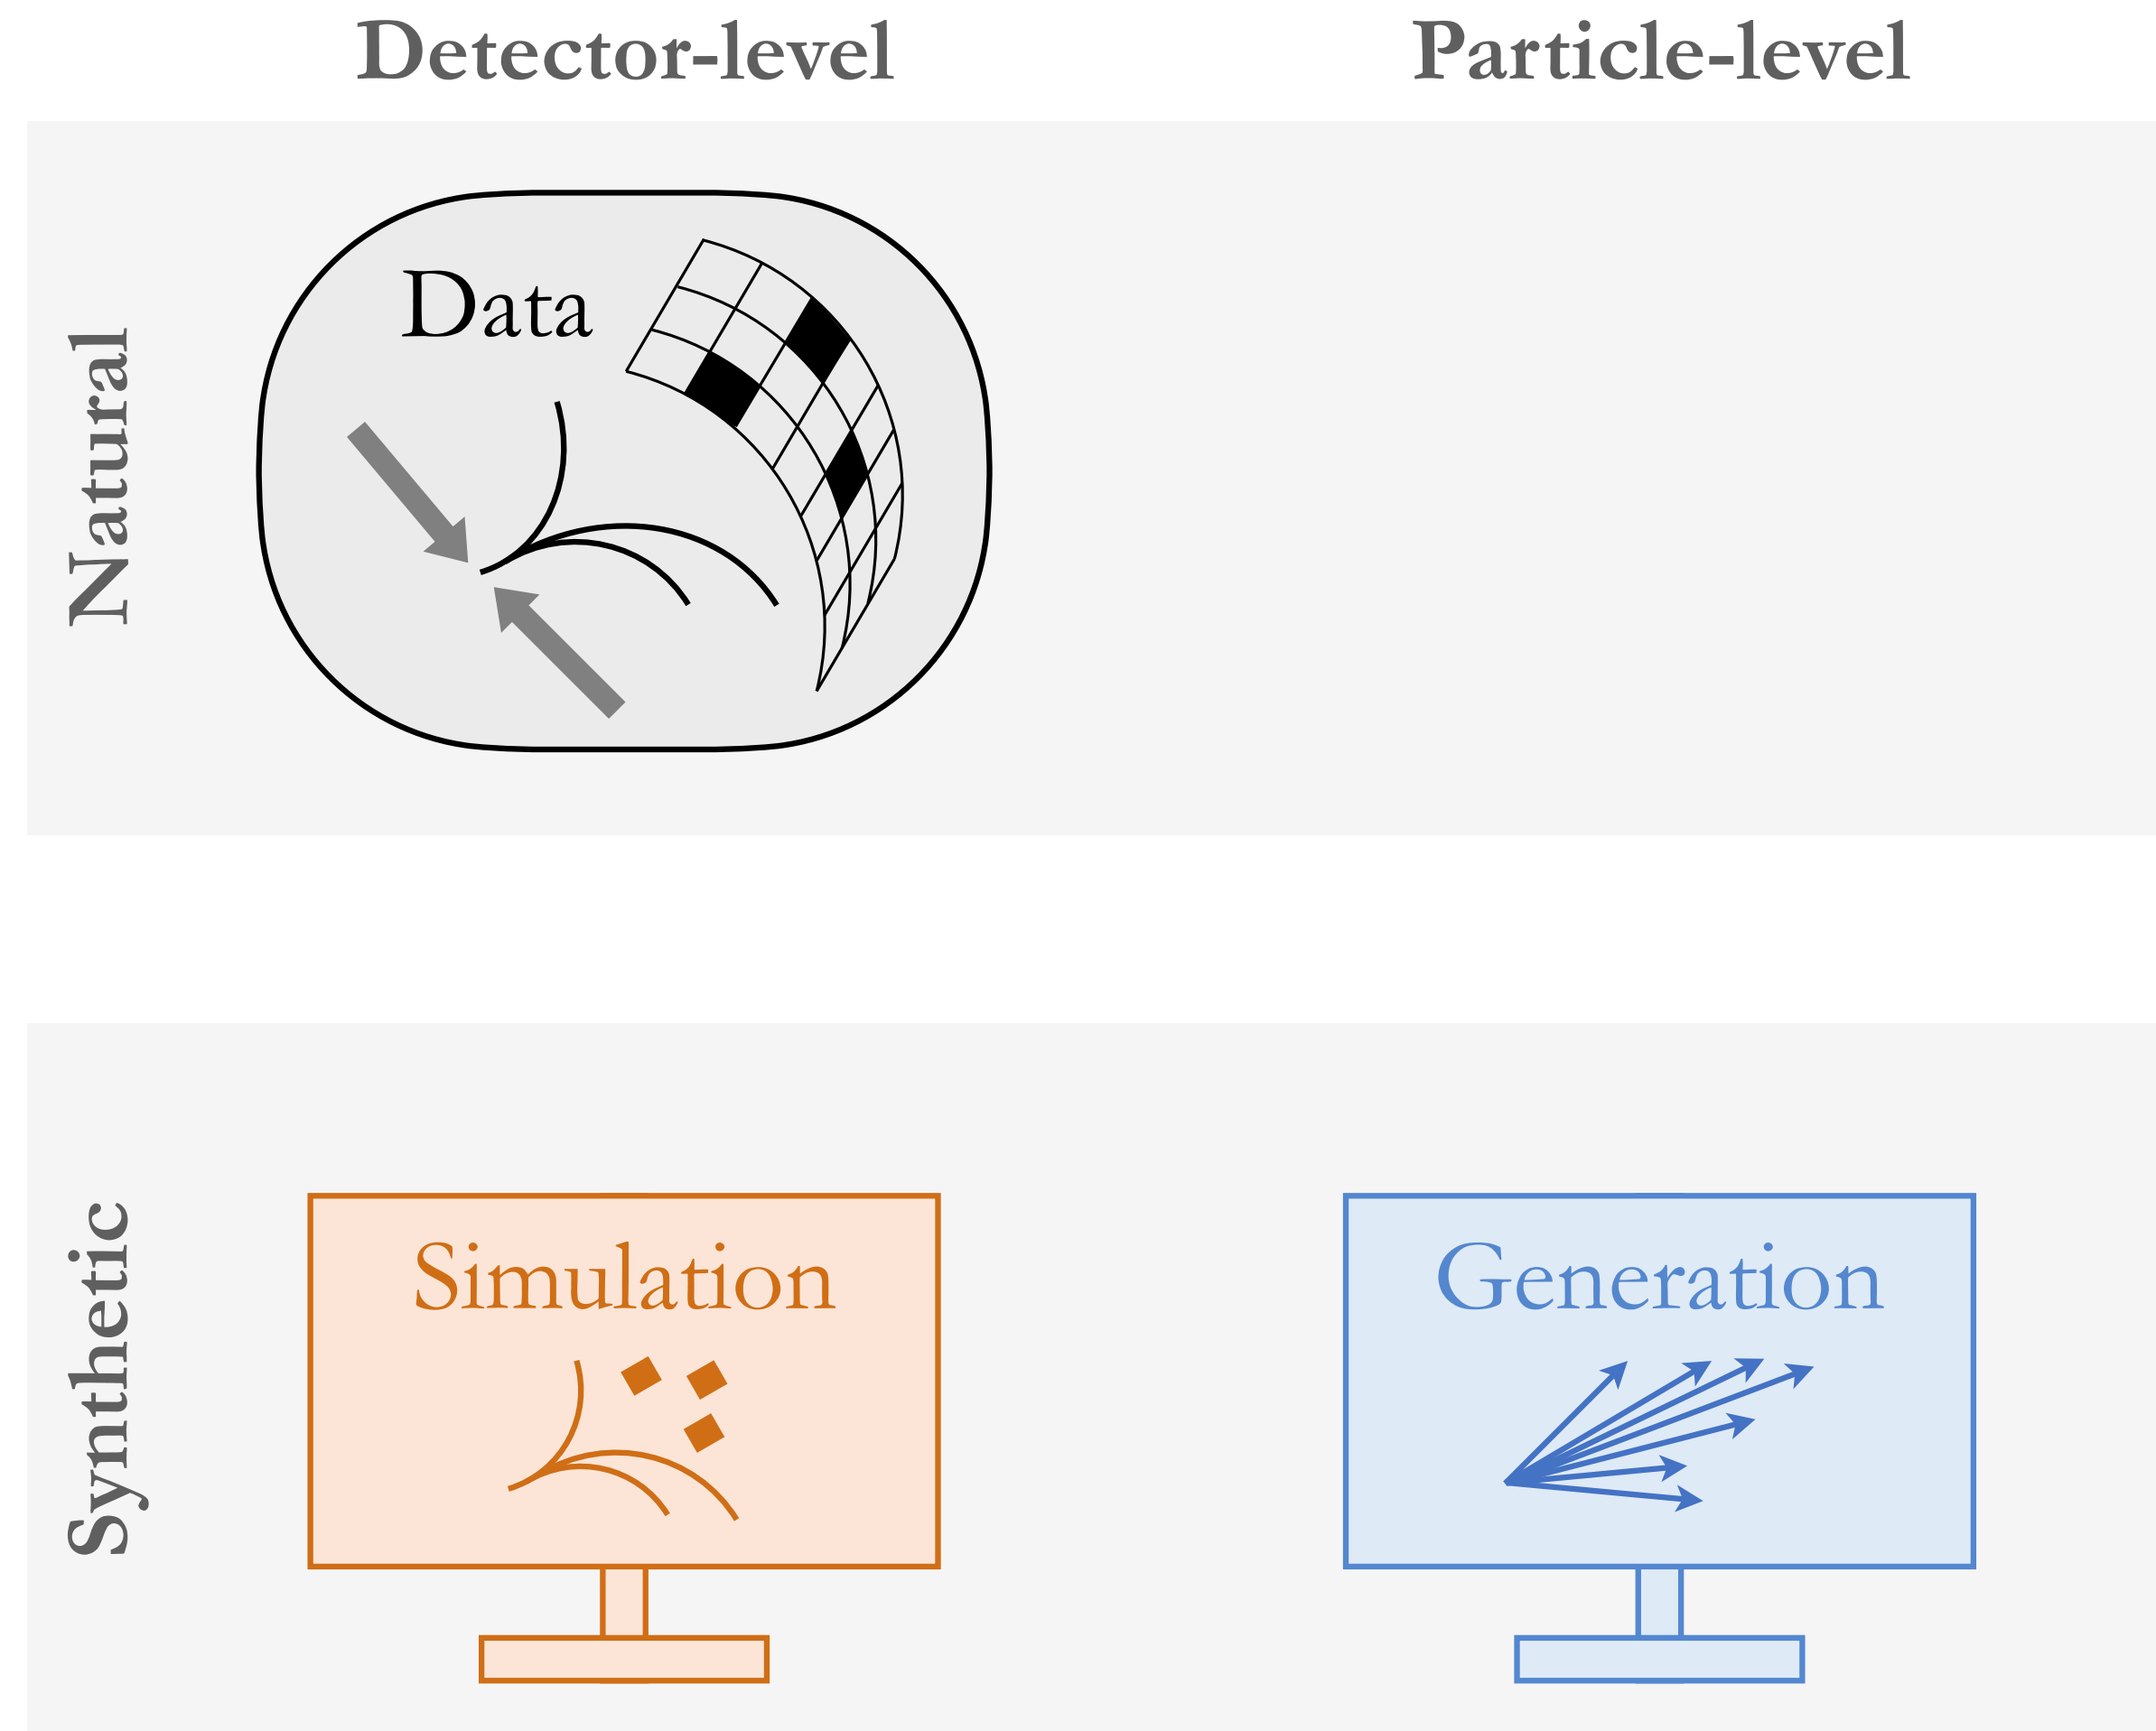 Detector-level
Particle-level
Natural
Data
Synthetic
Simulation
Generation